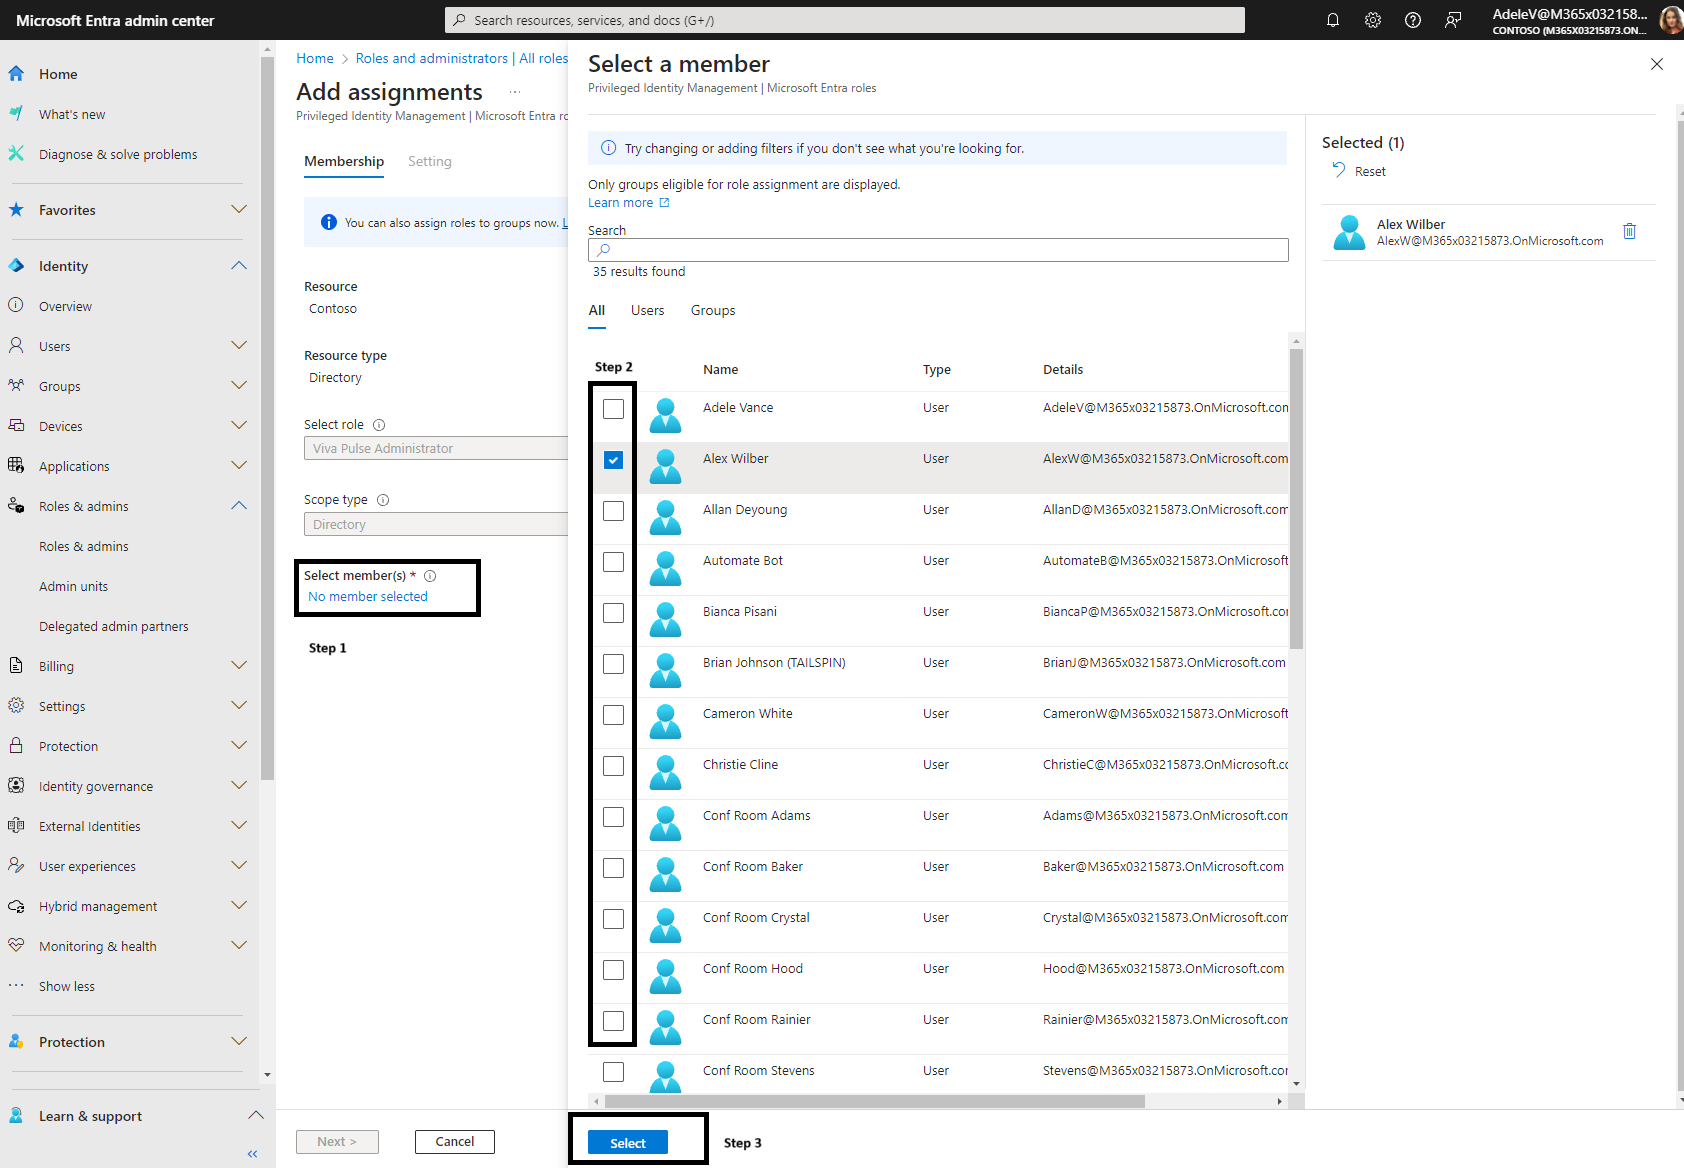 Microsoft Entra admin center
Search resources, services, and docs (G+/)
AdeleV@M365x032158...
CONTOSO (M365X03215873.ON...
Home
What's new
Diagnose & solve problems
Favorites
Identity
Overview
Users
Groups
Devices
Applications
Roles & admins
Roles & admins
Admin units
Delegated admin partners
Billing
Settings
Protection
Identity governance
External Identities
User experiences
Hybrid management
Monitoring & health
Show less
Protection
Learn & support
Home > Roles and administrators | All roles
Add assignments ...
Privileged Identity Management | Microsoft Entra ro
Membership Setting
You can also assign roles to groups now. L
Resource
Contoso
Resource type
Directory
Select role
Viva Pulse Administrator
Scope type
Directory
Select member(s) *
No member selected
Step 1
Next >
Cancel
Select a member
Privileged Identity Management | Microsoft Entra roles
Try changing or adding filters if you don't see what you're looking for.
Only groups eligible for role assignment are displayed.
Learn more
Search
35 results found
All Users Groups
Step 2 Name Type Details
Adele Vance User AdeleV@M365x03215873.OnMicrosoft.com
Alex Wilber User AlexW@M365x03215873.OnMicrosoft.com
Allan Deyoung User AllanD@M365x03215873.OnMicrosoft.com
Automate Bot User AutomateB@M365x03215873.OnMicrosoft
Bianca Pisani User BiancaP@M365x03215873.OnMicrosoft.cor
Brian Johnson (TAILSPIN) User BrianJ@M365x03215873.OnMicrosoft.com
Cameron White User CameronW@M365x03215873.OnMicrosoft
Christie Cline User ChristieC@M365x03215873.OnMicrosoft.cc
Conf Room Adams User Adams@M365x03215873.OnMicrosoft.com
Conf Room Baker User Baker@M365x03215873.OnMicrosoft.com
Conf Room Crystal User Crystal@M365x03215873.OnMicrosoft.com
Conf Room Hood User Hood@M365x03215873.OnMicrosoft.com
Conf Room Rainier User Rainier@M365x03215873.OnMicrosoft.com
Conf Room Stevens User Stevens@M365x03215873.OnMicrosoft.cor
Select
Step 3
Selected (1)
Reset
Alex Wilber
AlexW@M365x03215873.OnMicrosoft.com